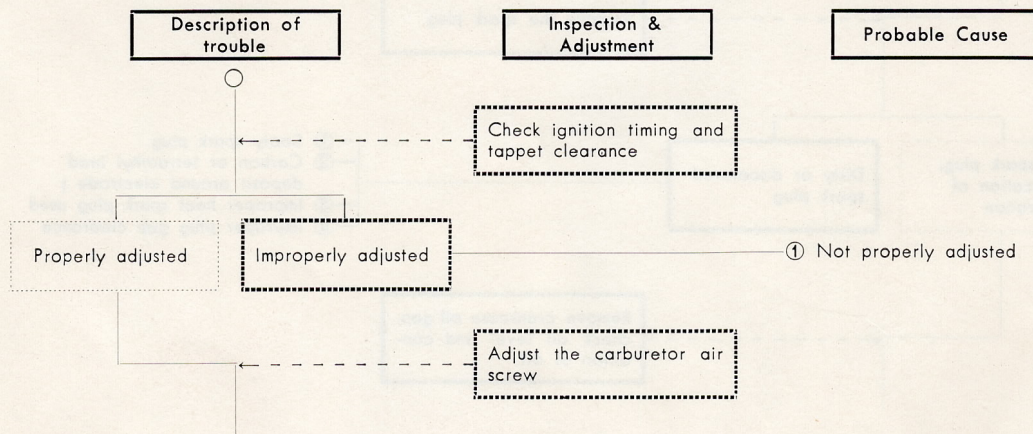 Description of
trouble
Inspection &
Adjustment
Probable Cause
Check ignition timing and
tappet clearance
Properly adjusted
Improperly adjusted
① Not properly adjusted
Adjust the carburetor air
screw